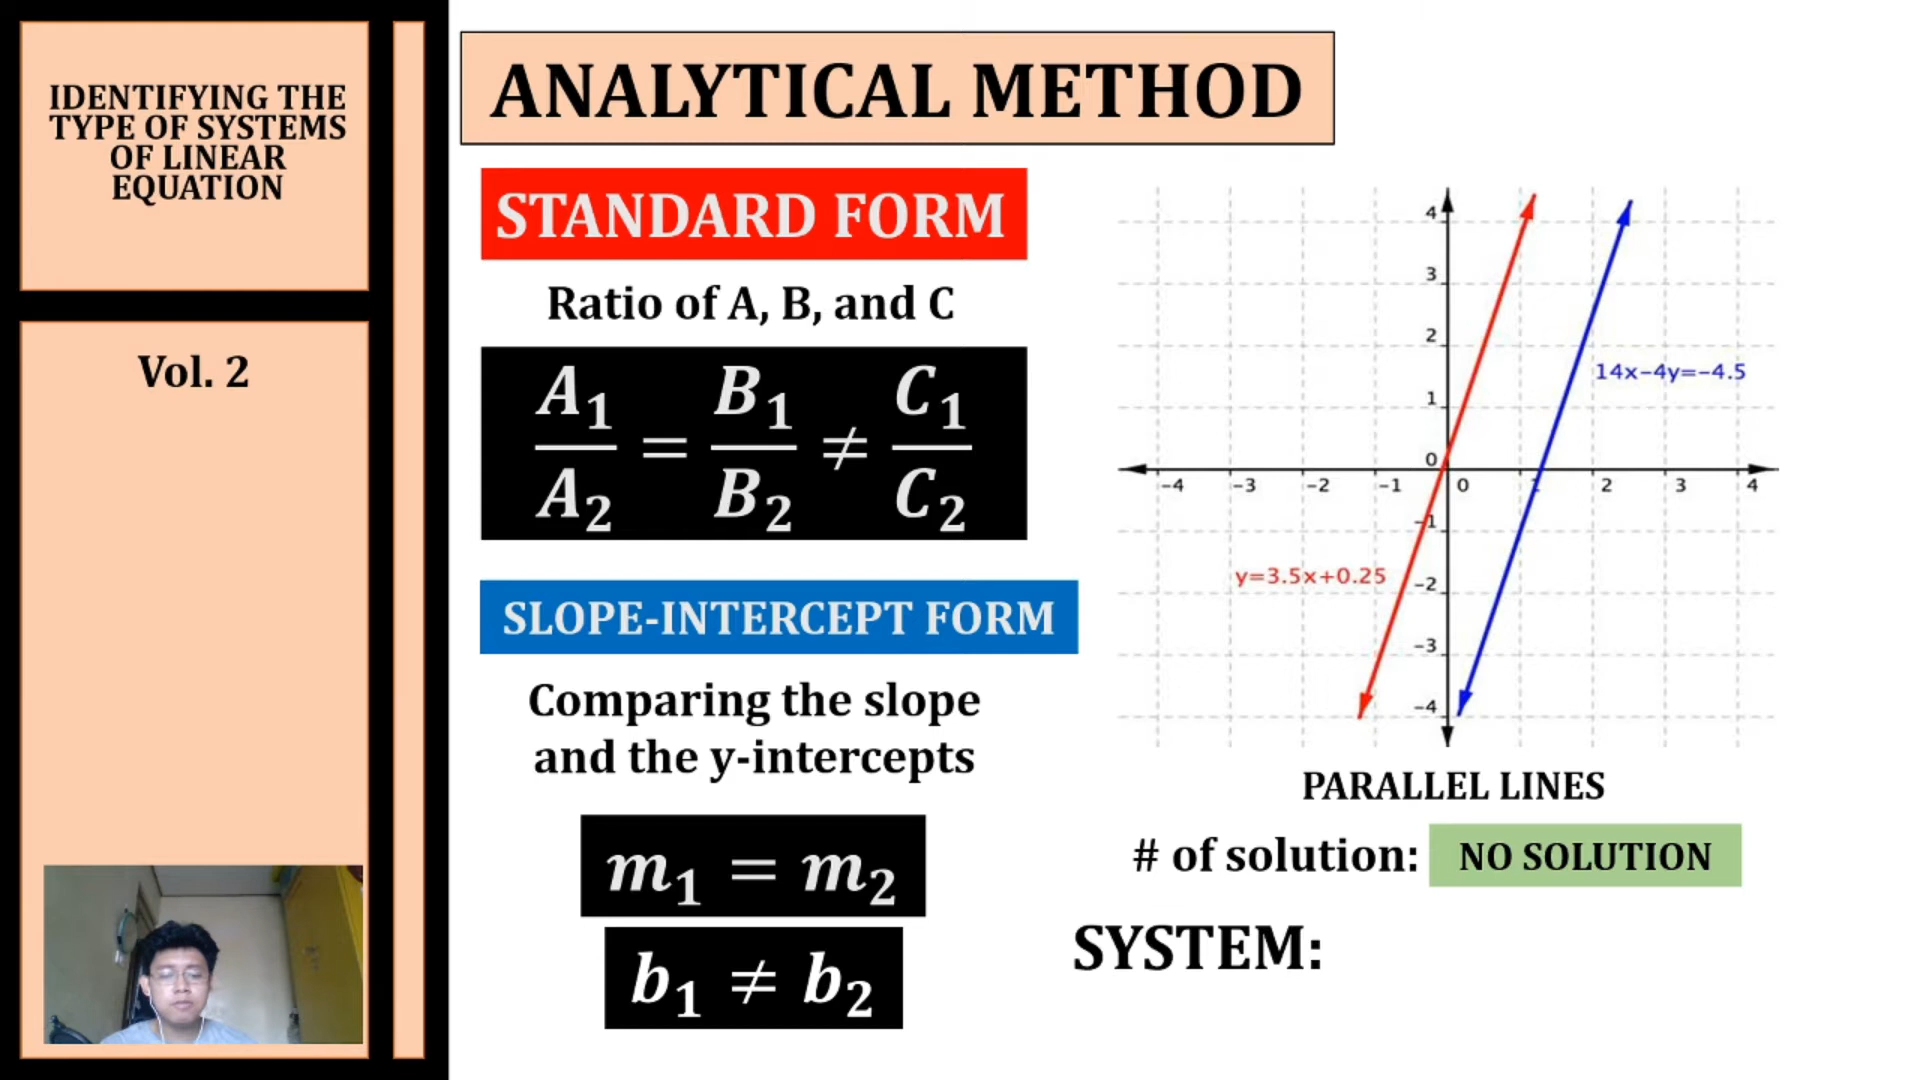 IDENTIFYING THE
TYPE OF SYSTEMS
OF LINEAR
EQUATION
Vol. 2
ANALYTICAL METHOD
STANDARD FORM
Ratio of A, B, and C
A₁/A₂ = B₁/B₂ ≠ C₁/C₂
SLOPE-INTERCEPT FORM
Comparing the slope
and the y-intercepts
m₁ = m₂
b₁ ≠ b₂
4
3
2
1
0
-4 -3 -2 -1 0 1 2 3 4
-1
-2
-3
-4
14x-4y=-4.5
y=3.5x+0.25
PARALLEL LINES
# of solution: NO SOLUTION
SYSTEM: